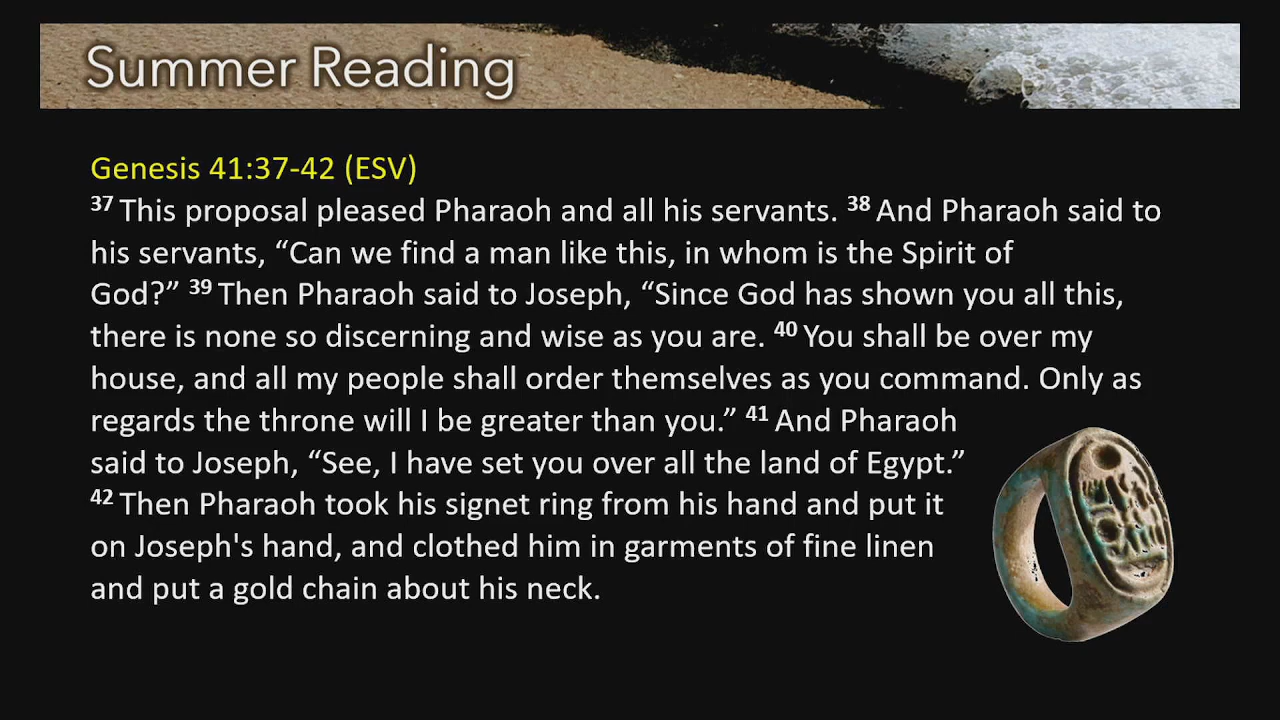 Summer Reading
Genesis 41:37-42 (ESV)
37 This proposal pleased Pharaoh and all his servants. 38 And Pharaoh said to
his servants, “Can we find a man like this, in whom is the Spirit of
God?” 39 Then Pharaoh said to Joseph, “Since God has shown you all this,
there is none so discerning and wise as you are. 40 You shall be over my
house, and all my people shall order themselves as you command. Only as
regards the throne will I be greater than you.” 41 And Pharaoh
said to Joseph, “See, I have set you over all the land of Egypt.”
42 Then Pharaoh took his signet ring from his hand and put it
on Joseph's hand, and clothed him in garments of fine linen
and put a gold chain about his neck.